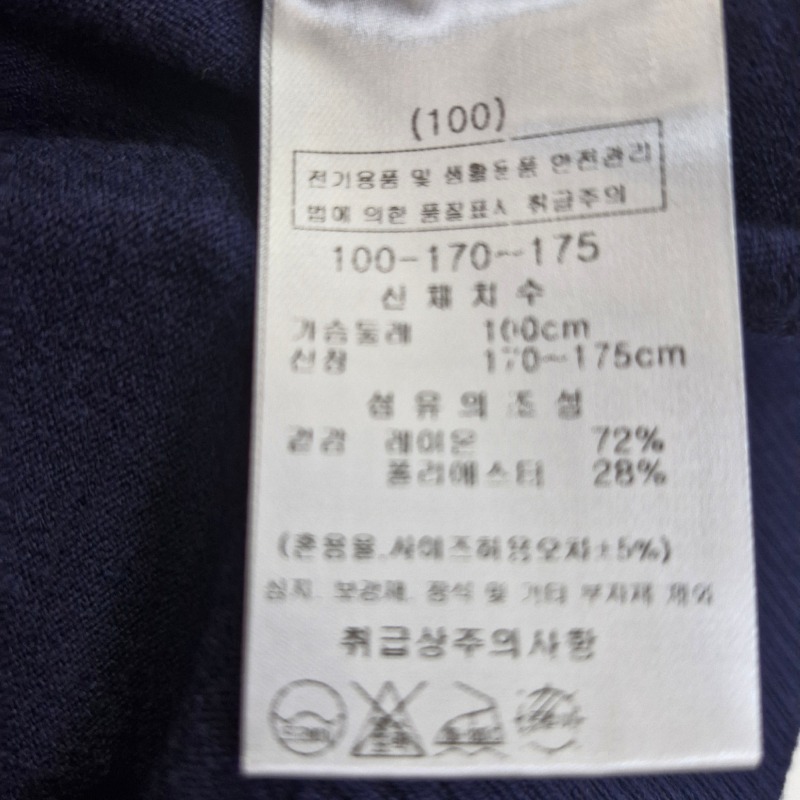 (100)
전기용품 및 생활용품 안전관리
법에 의한 품질표시 취급주의
100-170~175
신체치수
가슴둘레 100cm
신장 170~175cm
섬유의 조성
겉감 레이온 72%
폴리에스터 28%
(혼용율.사이즈허용오차±5%)
심지. 보강재. 장식 및 기타 부자재 제외
취급상주의사항
드라이